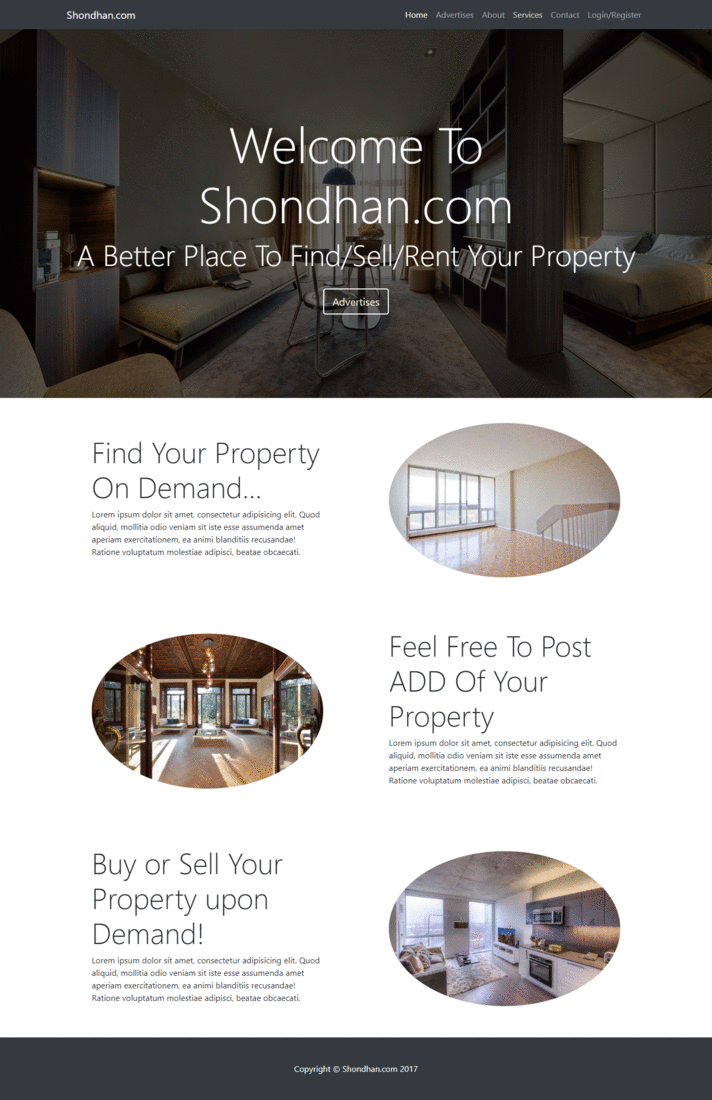 Shondhan.com
Home Advertises About Services Contact Login/Register
Welcome To
Shondhan.com
A Better Place To Find/Sell/Rent Your Property
Advertises
Find Your Property
On Demand...
Lorem ipsum dolor sit amet, consectetur adipisicing elit. Quod
aliquid, mollitia odio veniam sit iste esse assumenda amet
aperiam exercitationem, ea animi blanditiis recusandae!
Ratione voluptatum molestiae adipisci, beatae obcaecati.
Feel Free To Post
ADD Of Your
Property
Lorem ipsum dolor sit amet, consectetur adipisicing elit. Quod
aliquid, mollitia odio veniam sit iste esse assumenda amet
aperiam exercitationem, ea animi blanditiis recusandae!
Ratione voluptatum molestiae adipisci, beatae obcaecati.
Buy or Sell Your
Property upon
Demand!
Lorem ipsum dolor sit amet, consectetur adipisicing elit. Quod
aliquid, mollitia odio veniam sit iste esse assumenda amet
aperiam exercitationem, ea animi blanditiis recusandae!
Ratione voluptatum molestiae adipisci, beatae obcaecati.
Copyright © Shondhan.com 2017